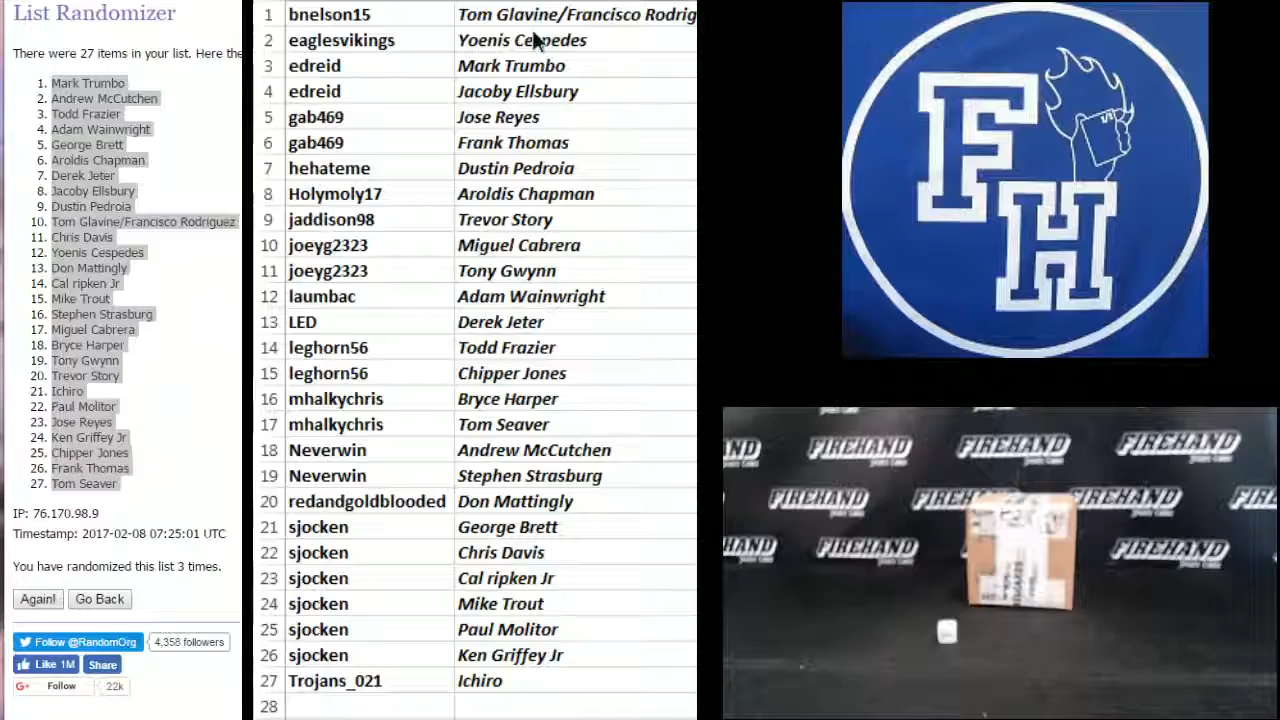 List Randomizer
There were 27 items in your list. Here the
1. Mark Trumbo
2. Andrew McCutchen
3. Todd Frazier
4. Adam Wainwright
5. George Brett
6. Aroldis Chapman
7. Derek Jeter
8. Jacoby Ellsbury
9. Dustin Pedroia
10. Tom Glavine/Francisco Rodriguez
11. Chris Davis
12. Yoenis Cespedes
13. Don Mattingly
14. Cal ripken Jr
15. Mike Trout
16. Stephen Strasburg
17. Miguel Cabrera
18. Bryce Harper
19. Tony Gwynn
20. Trevor Story
21. Ichiro
22. Paul Molitor
23. Jose Reyes
24. Ken Griffey Jr
25. Chipper Jones
26. Frank Thomas
27. Tom Seaver
IP: 76.170.98.9
Timestamp: 2017-02-08 07:25:01 UTC
You have randomized this list 3 times.
Again! Go Back
Follow @RandomOrg 4,358 followers
Like 1M Share
G+ Follow 22k
1 bnelson15 Tom Glavine/Francisco Rodrig
2 eaglesvikings Yoenis Cespedes
3 edreid Mark Trumbo
4 edreid Jacoby Ellsbury
5 gab469 Jose Reyes
6 gab469 Frank Thomas
7 hehateme Dustin Pedroia
8 Holymoly17 Aroldis Chapman
9 jaddison98 Trevor Story
10 joeyg2323 Miguel Cabrera
11 joeyg2323 Tony Gwynn
12 laumbac Adam Wainwright
13 LED Derek Jeter
14 leghorn56 Todd Frazier
15 leghorn56 Chipper Jones
16 mhalkychris Bryce Harper
17 mhalkychris Tom Seaver
18 Neverwin Andrew McCutchen
19 Neverwin Stephen Strasburg
20 redandgoldblooded Don Mattingly
21 sjocken George Brett
22 sjocken Chris Davis
23 sjocken Cal ripken Jr
24 sjocken Mike Trout
25 sjocken Paul Molitor
26 sjocken Ken Griffey Jr
27 Trojans_021 Ichiro
28
F H
1/1
AND FIREHAND FIREHAND FIREHAND
FIREHAND FIREHAND FIREHAND FIRE
HAND FIREHAND FIREHAND